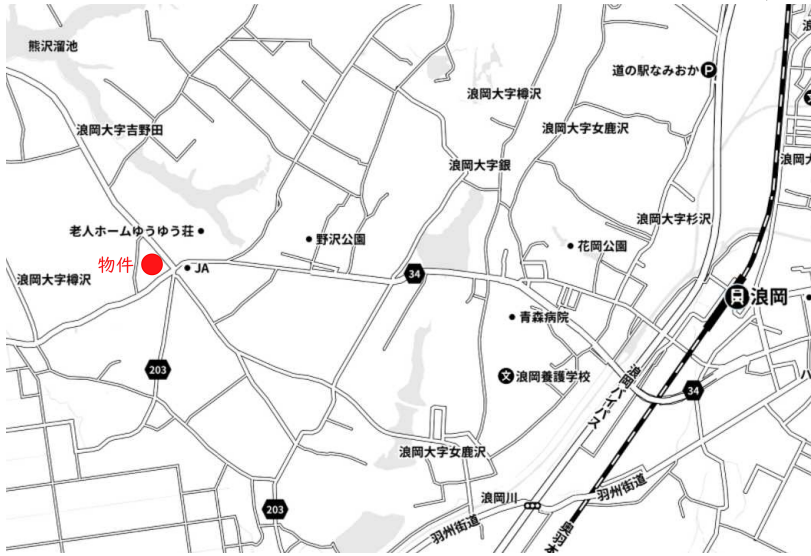 熊沢溜池
道の駅なみおか
P
浪岡大字樽沢
浪岡大字吉野田
浪岡大字女鹿沢
文
浪岡大字銀
浪岡大字杉沢
老人ホームゆうゆう荘
野沢公園
花岡公園
物件
JA
34
浪岡大字樽沢
浪岡
青森病院
203
文
浪岡養護学校
浪岡バイパス
34
浪岡大字女鹿沢
浪岡川
羽州街道
203
羽州街道